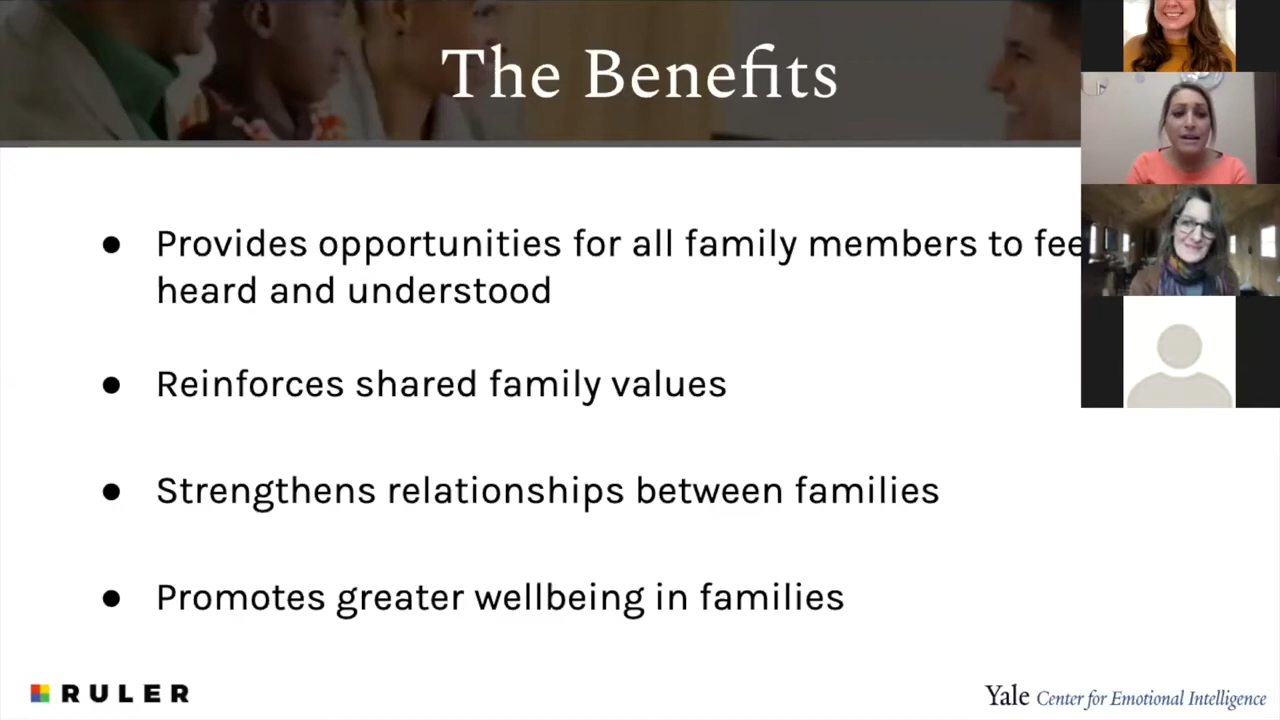 The Benefits
● Provides opportunities for all family members to fee
heard and understood
● Reinforces shared family values
● Strengthens relationships between families
● Promotes greater wellbeing in families
RULER
Yale Center for Emotional Intelligence